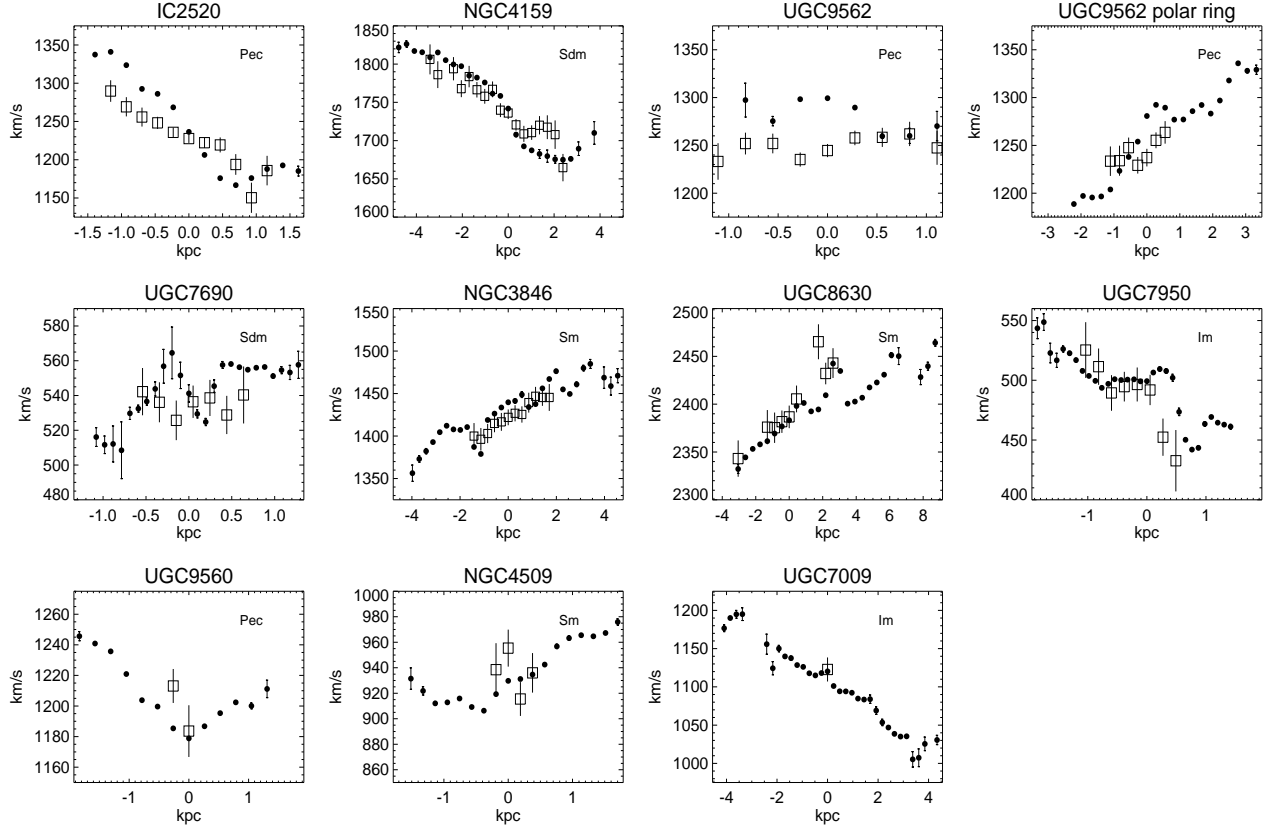 IC2520 NGC4159 UGC9562 UGC9562 polar ring
1350 1300 1250 1200 1150
km/s
Pec
-1.5 -1.0 -0.5 0.0 0.5 1.0 1.5
kpc
1850 1800 1750 1700 1650 1600
km/s
Sdm
-4 -2 0 2 4
kpc
1350 1300 1250 1200
km/s
Pec
-1.0 -0.5 0.0 0.5 1.0
kpc
1350 1300 1250 1200
km/s
Pec
-3 -2 -1 0 1 2 3
kpc
UGC7690 NGC3846 UGC8630 UGC7950
580 560 540 520 500 480
km/s
Sdm
-1.0 -0.5 0.0 0.5 1.0
kpc
1550 1500 1450 1400 1350
km/s
Sm
-4 -2 0 2 4
kpc
2500 2450 2400 2350 2300
km/s
Sm
-4 -2 0 2 4 6 8
kpc
550 500 450 400
km/s
Im
-1 0 1
kpc
UGC9560 NGC4509 UGC7009
1260 1240 1220 1200 1180 1160
km/s
Pec
-1 0 1
kpc
1000 980 960 940 920 900 880 860
km/s
Sm
-1 0 1
kpc
1200 1150 1100 1050 1000
km/s
Im
-4 -2 0 2 4
kpc